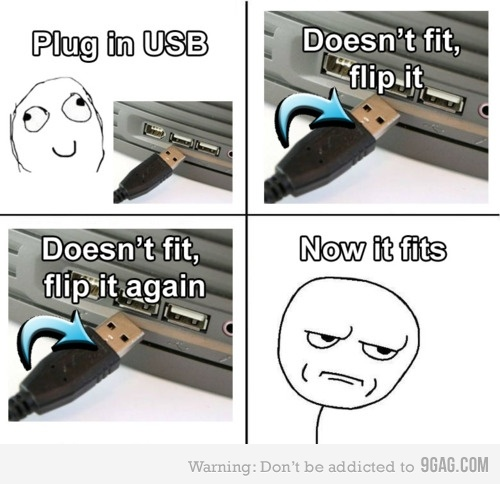 Plug in USB
Doesn't fit,
flip it
Doesn't fit,
flip it again
Now it fits
Warning: Don't be addicted to 9GAG.COM